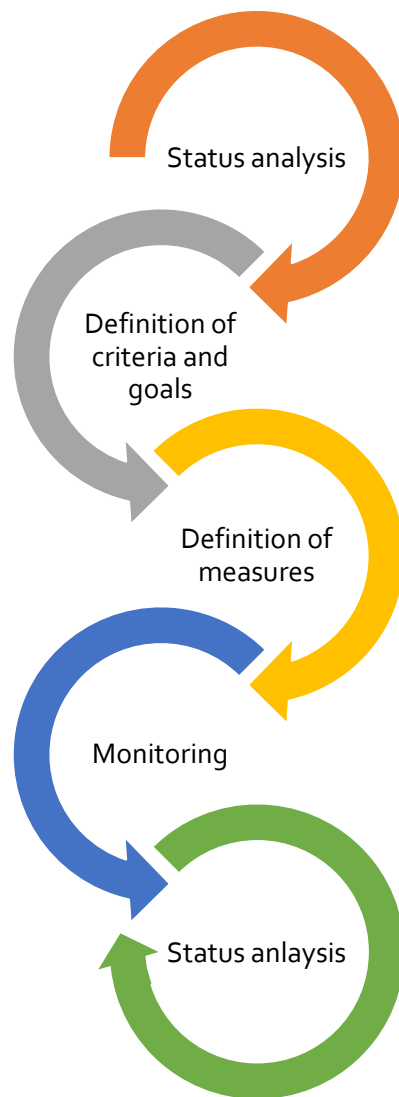 Status analysis
Definition of
criteria and
goals
Definition of
measures
Monitoring
Status anlaysis